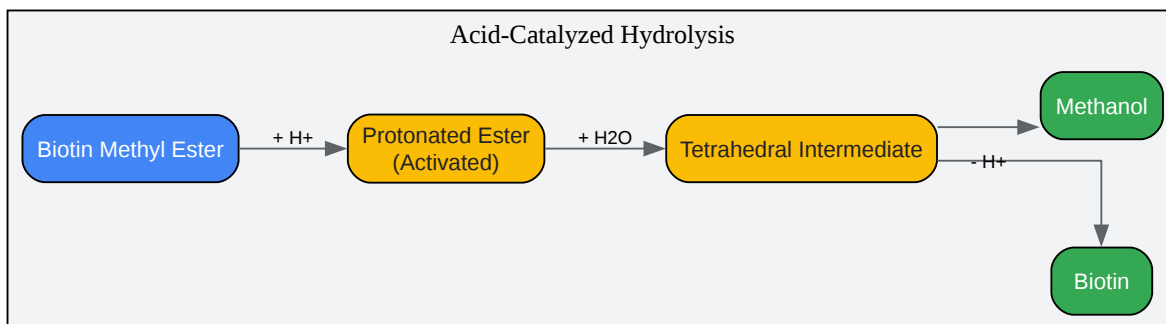 Acid-Catalyzed Hydrolysis
Biotin Methyl Ester
+ H+
Protonated Ester
(Activated)
+ H2O
Tetrahedral Intermediate
Methanol
- H+
Biotin